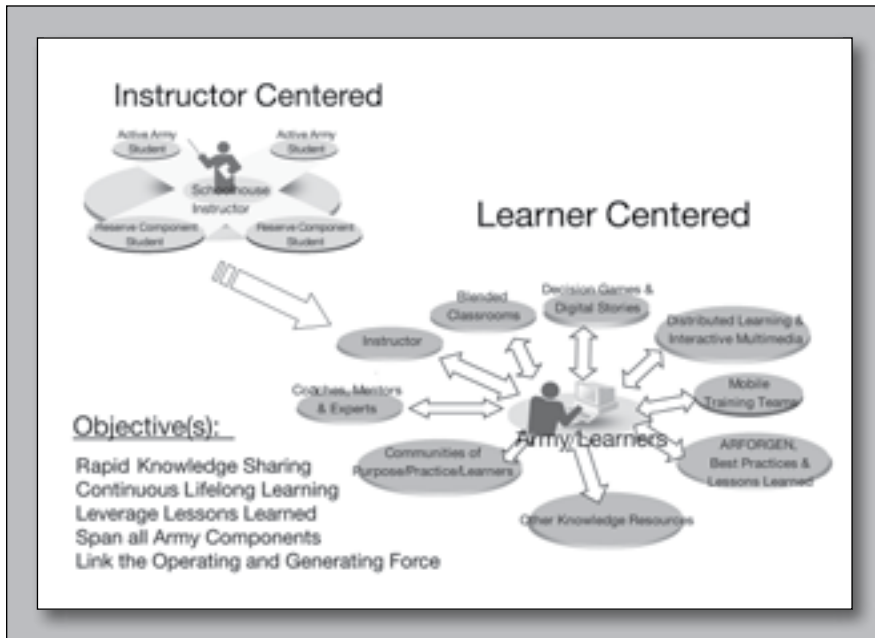 Instructor Centered
Active Army
Student
Active Army
Student
Schoolhouse
Instructor
Reserve Component
Student
Reserve Component
Student
Learner Centered
Blended
Classrooms
Decision Games &
Digital Stories
Distributed Learning &
Interactive Multimedia
Instructor
Mobile
Training Teams
Coaches, Mentors
& Experts
Army Learners
Communities of
Purpose/Practice/Learners
ARFORGEN,
Best Practices &
Lessons Learned
Other Knowledge Resources
Objective(s):
Rapid Knowledge Sharing
Continuous Lifelong Learning
Leverage Lessons Learned
Span all Army Components
Link the Operating and Generating Force